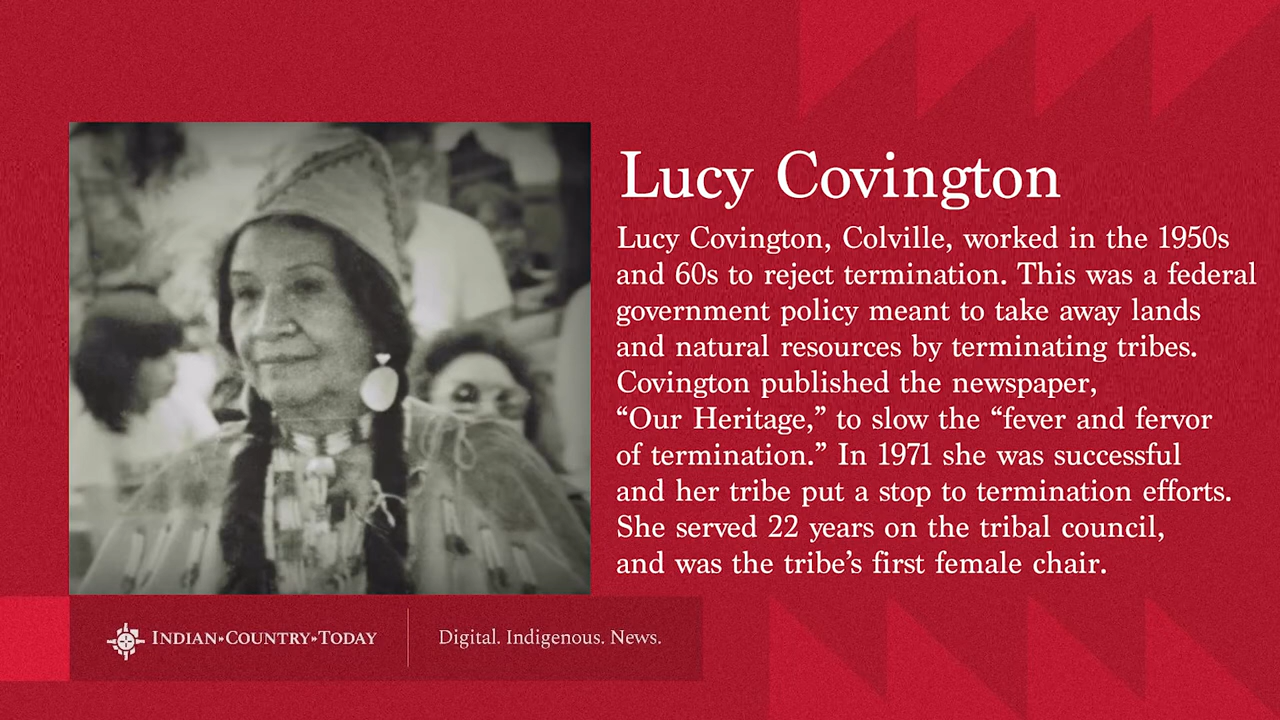 Lucy Covington
Lucy Covington, Colville, worked in the 1950s
and 60s to reject termination. This was a federal
government policy meant to take away lands
and natural resources by terminating tribes.
Covington published the newspaper,
“Our Heritage,” to slow the “fever and fervor
of termination.” In 1971 she was successful
and her tribe put a stop to termination efforts.
She served 22 years on the tribal council,
and was the tribe’s first female chair.
INDIAN▸COUNTRY▸TODAY
Digital. Indigenous. News.